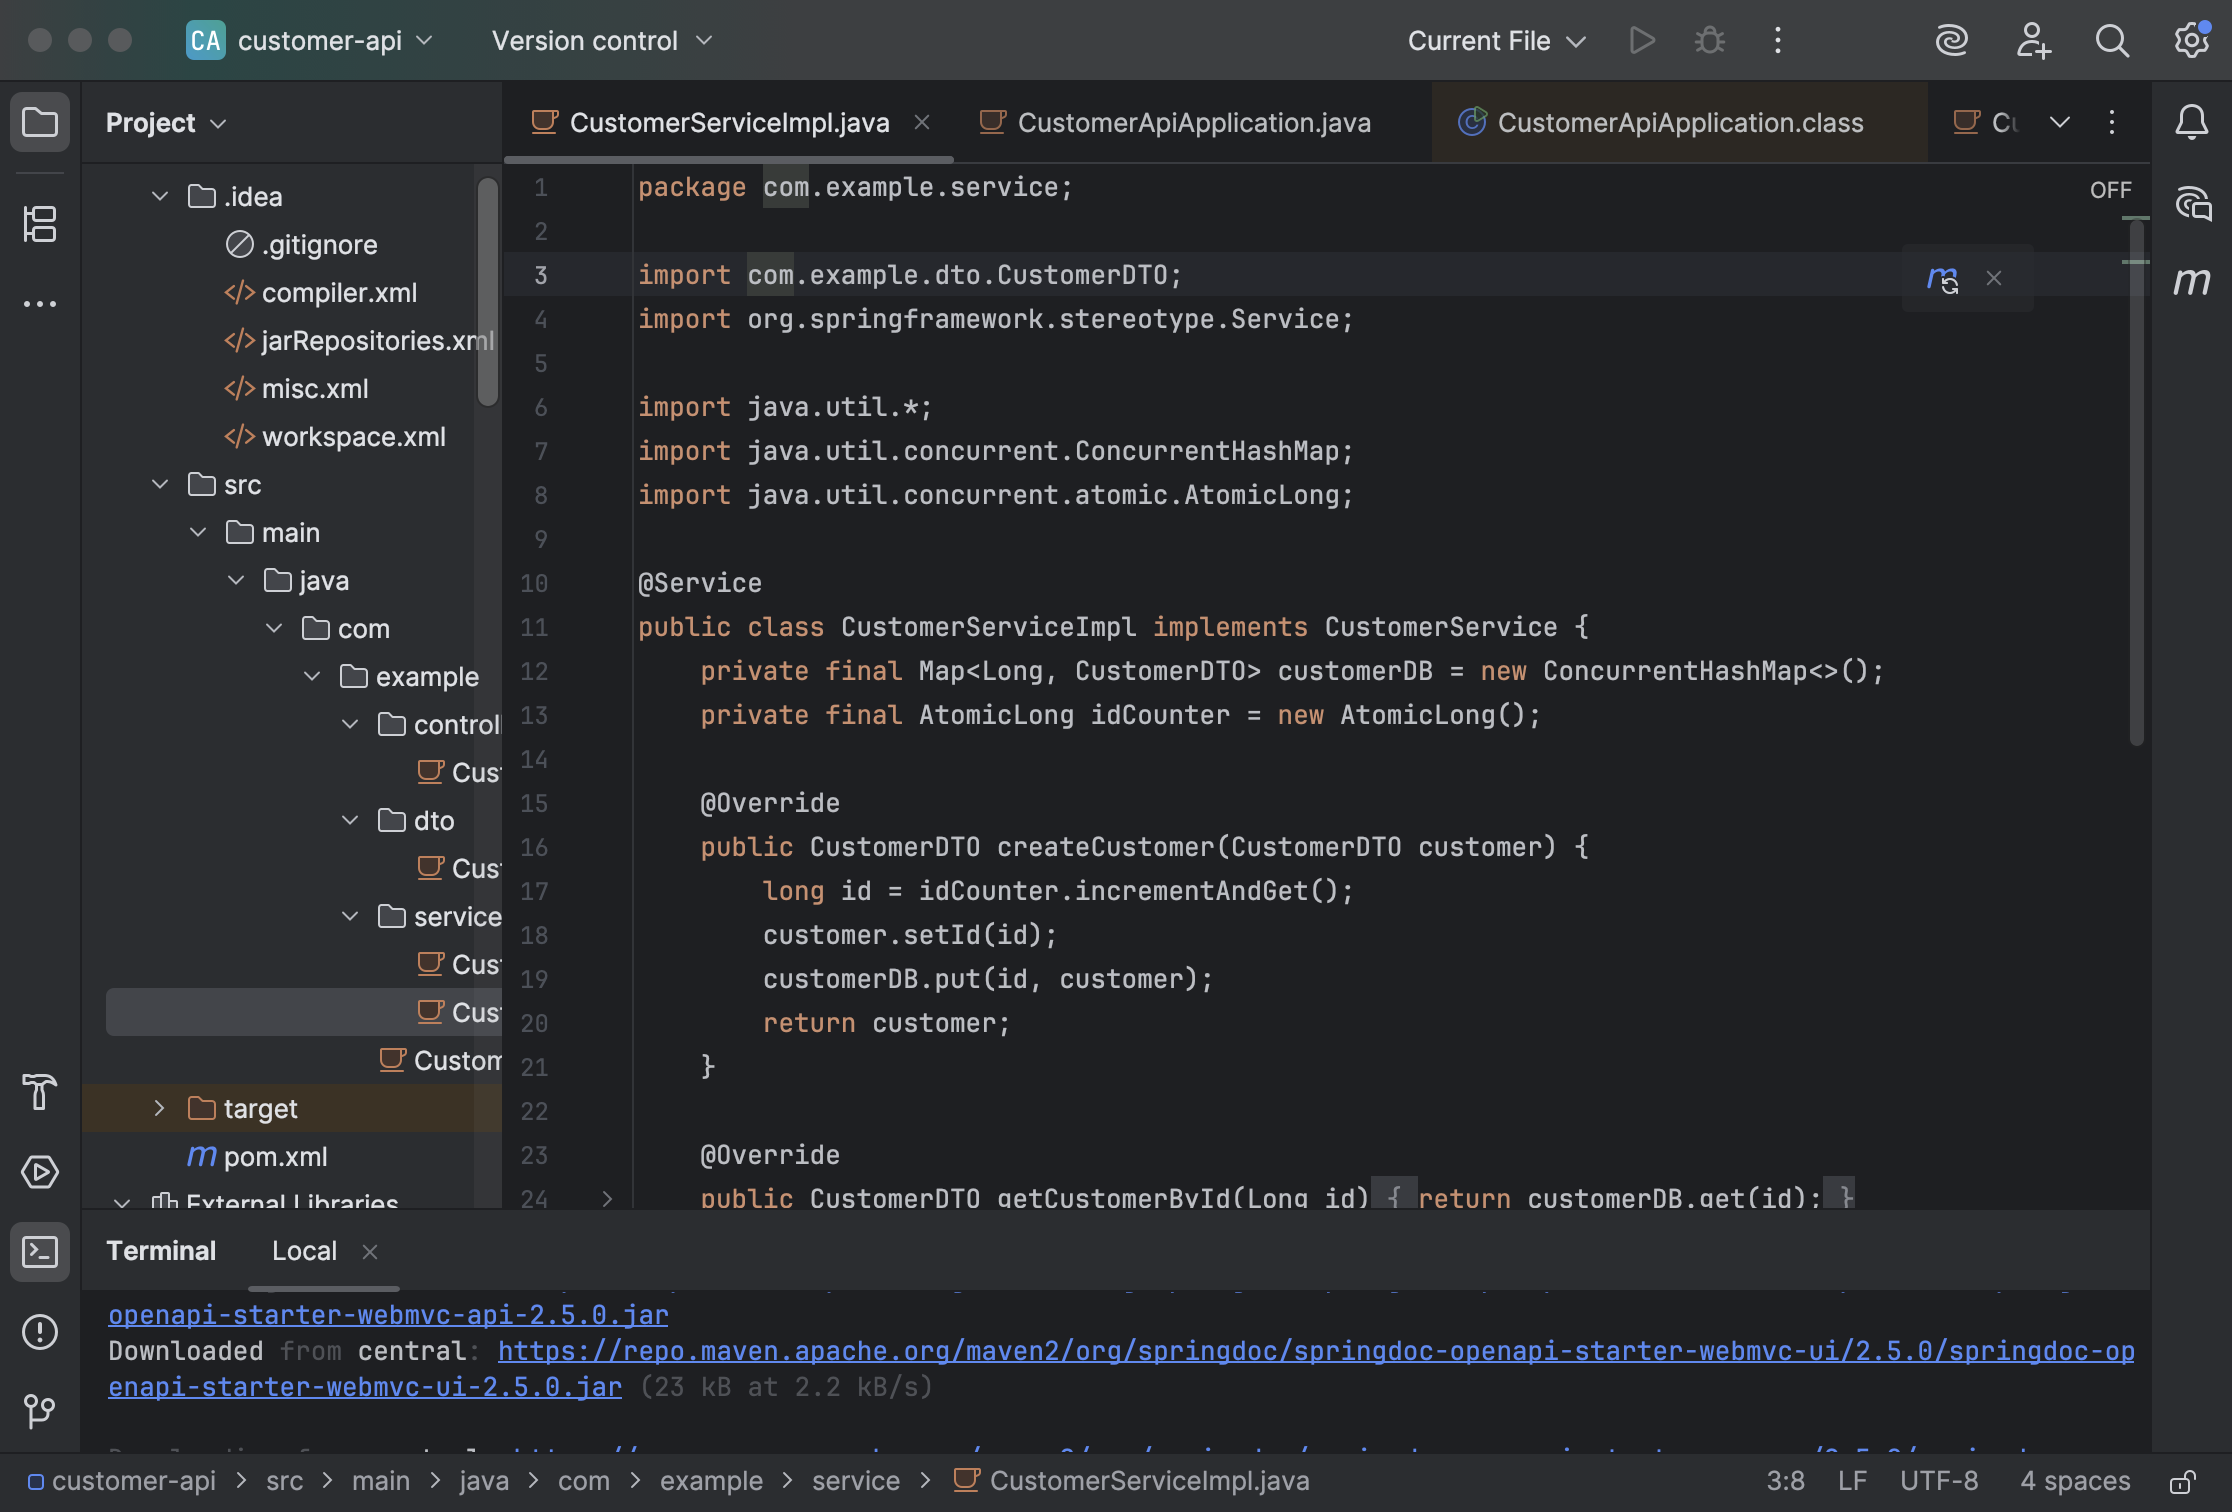 CA customer-api Version control Current File
Project
CustomerServiceImpl.java CustomerApiApplication.java CustomerApiApplication.class
.idea
.gitignore
compiler.xml
jarRepositories.xml
misc.xml
workspace.xml
src
main
java
com
example
dto
service
target
m pom.xml
External Libraries
OFF
m
m
1 package com.example.service;
2
3 import com.example.dto.CustomerDTO;
4 import org.springframework.stereotype.Service;
5
6 import java.util.*;
7 import java.util.concurrent.ConcurrentHashMap;
8 import java.util.concurrent.atomic.AtomicLong;
9
10 @Service
11 public class CustomerServiceImpl implements CustomerService {
12 private final Map<Long, CustomerDTO> customerDB = new ConcurrentHashMap<>();
13 private final AtomicLong idCounter = new AtomicLong();
14
15 @Override
16 public CustomerDTO createCustomer(CustomerDTO customer) {
17 long id = idCounter.incrementAndGet();
18 customer.setId(id);
19 customerDB.put(id, customer);
20 return customer;
21 }
22
23 @Override
24 public CustomerDTO getCustomerById(Long id) { return customerDB.get(id); }
Terminal Local
openapi-starter-webmvc-api-2.5.0.jar
Downloaded from central: https://repo.maven.apache.org/maven2/org/springdoc/springdoc-openapi-starter-webmvc-ui/2.5.0/springdoc-op
enapi-starter-webmvc-ui-2.5.0.jar (23 kB at 2.2 kB/s)
customer-api > src > main > java > com > example > service > CustomerServiceImpl.java 3:8 LF UTF-8 4 spaces